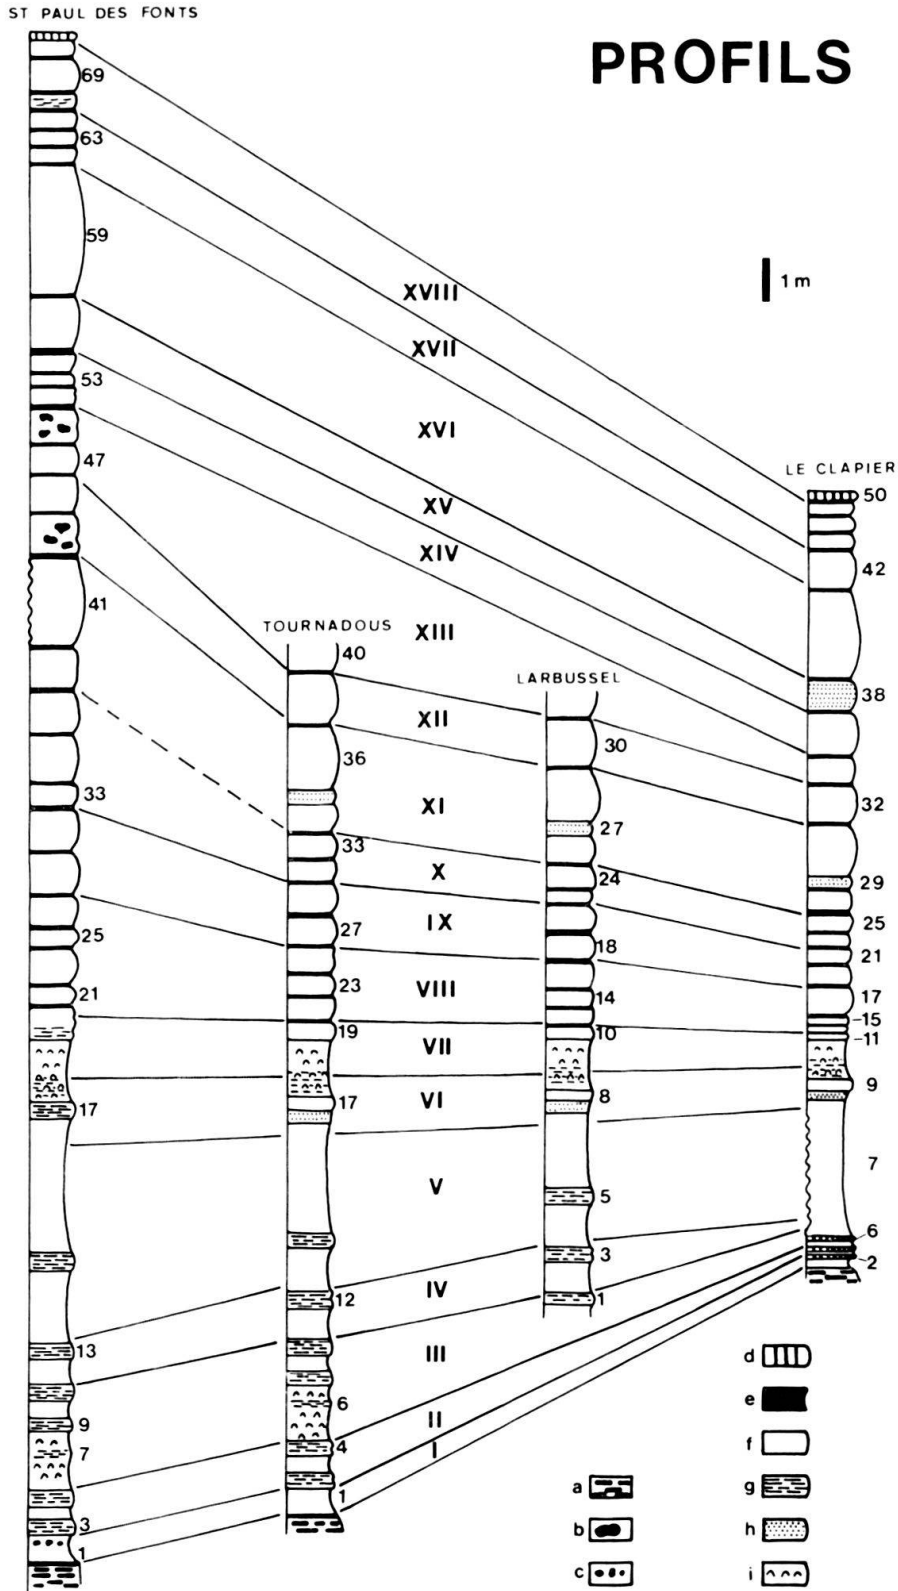 ST PAUL DES FONTS
PROFILS
69
63
59
53
47
41
33
25
21
17
13
9
7
3
1
TOURNADOUS
40
36
33
27
23
19
17
12
6
4
1
XVIII
XVII
XVI
XV
XIV
XIII
XII
XI
X
IX
VIII
VII
VI
V
IV
III
II
I
LARBUSSEL
30
27
24
18
14
10
8
5
3
1
1 m
LE CLAPIER
50
42
38
32
29
25
21
17
-15
-11
9
7
6
2
a
b
c
d
e
f
g
h
i